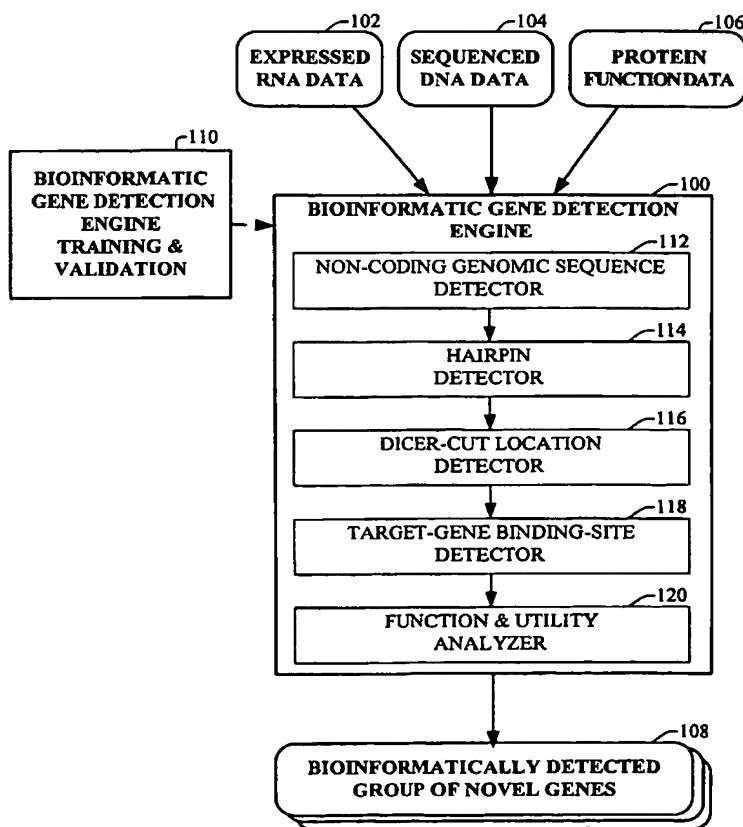 102
104
106
EXPRESSED
RNA DATA
SEQUENCED
DNA DATA
PROTEIN
FUNCTION DATA
110
BIOINFORMATIC
GENE DETECTION
ENGINE
TRAINING &
VALIDATION
100
BIOINFORMATIC GENE DETECTION
ENGINE
112
NON-CODING GENOMIC SEQUENCE
DETECTOR
114
HAIRPIN
DETECTOR
116
DICER-CUT LOCATION
DETECTOR
118
TARGET-GENE BINDING-SITE
DETECTOR
120
FUNCTION & UTILITY
ANALYZER
108
BIOINFORMATICALLY DETECTED
GROUP OF NOVEL GENES